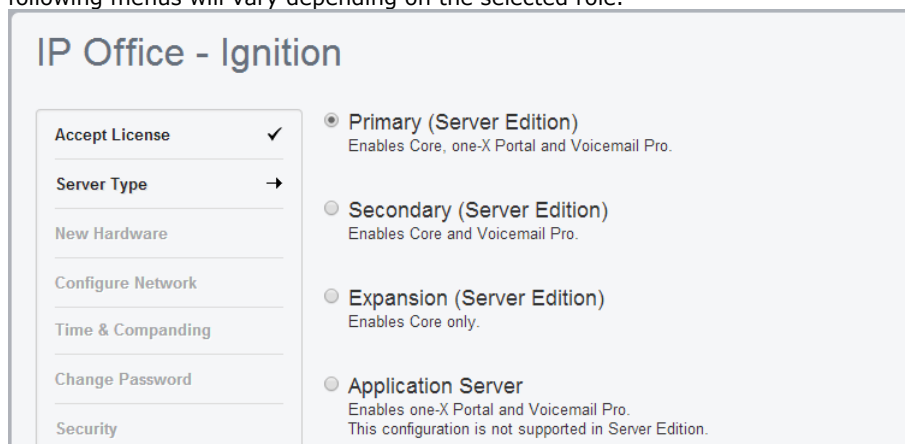 following menus will vary depending on the selected role.
IP Office - Ignition
Accept License
Server Type
New Hardware
Configure Network
Time & Companding
Change Password
Security
Primary (Server Edition)
Enables Core, one-X Portal and Voicemail Pro.
Secondary (Server Edition)
Enables Core and Voicemail Pro.
Expansion (Server Edition)
Enables Core only.
Application Server
Enables one-X Portal and Voicemail Pro.
This configuration is not supported in Server Edition.